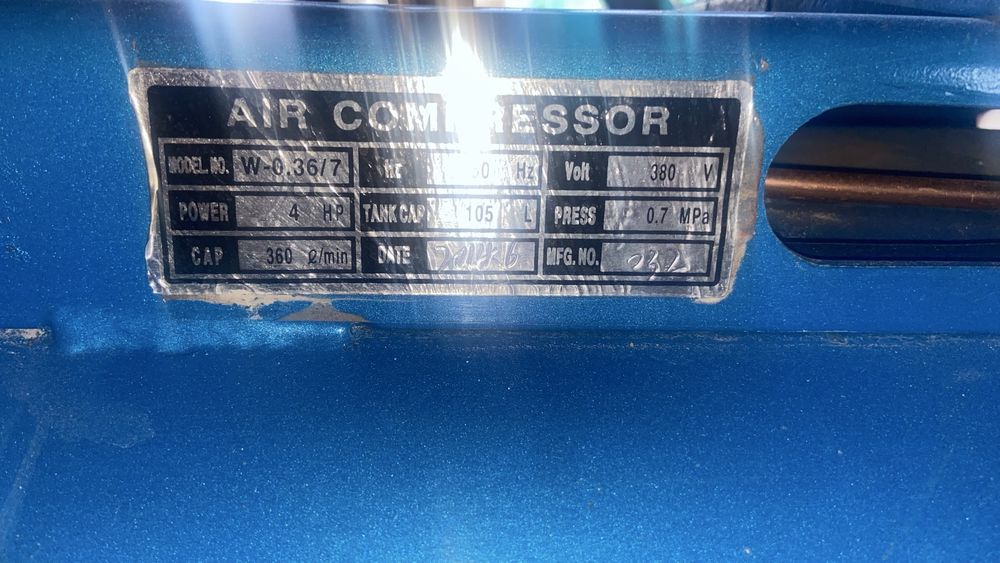 AIR COMPRESSOR
MODEL.NO. W-0.36/7 Hz Volt 380 V
POWER 4 HP TANK CAP 105 L PRESS 0.7 MPa
CAP 360 ℓ/min DATE MFG. NO.